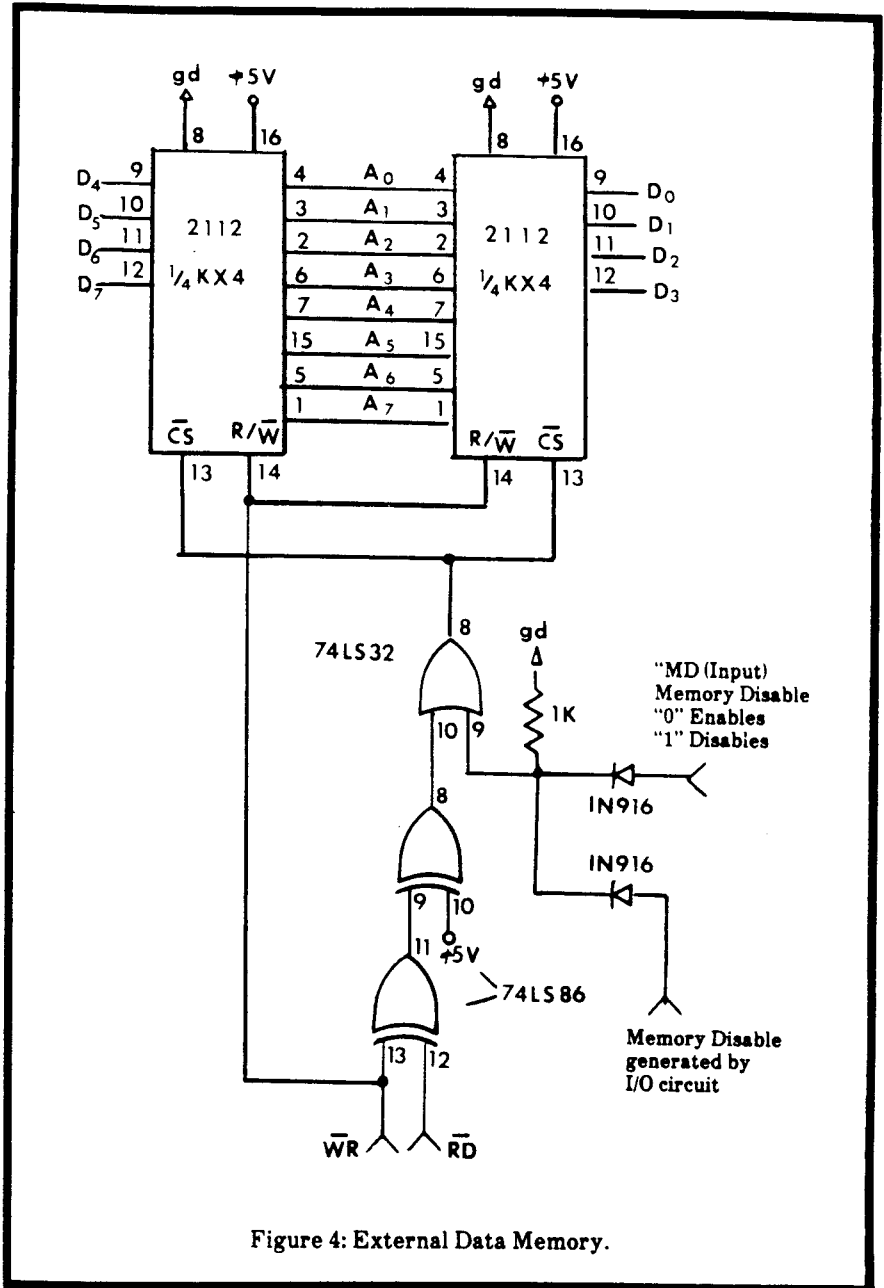 gd +5V gd +5V
8 16 8 16
D4 9 4 A0 4 9 D0
D5 10 3 A1 3 10 D1
2112 2112
D6 11 2 A2 2 11 D2
D7 12 1/4 KX4 6 A3 6 1/4 KX4 12 D3
7 A4 7
15 A5 15
5 A6 5
1 A7 1
C̅S̅ R/W̅ R/W̅ C̅S̅
13 14 14 13
8
74LS32
gd
10 9
1K
"MD (Input)
Memory Disable
"0" Enables
"1" Disables
IN916
8
IN916
9 10
+5V
11
74LS86
13 12
Memory Disable
generated by
I/O circuit
W̅R̅ R̅D̅
Figure 4: External Data Memory.